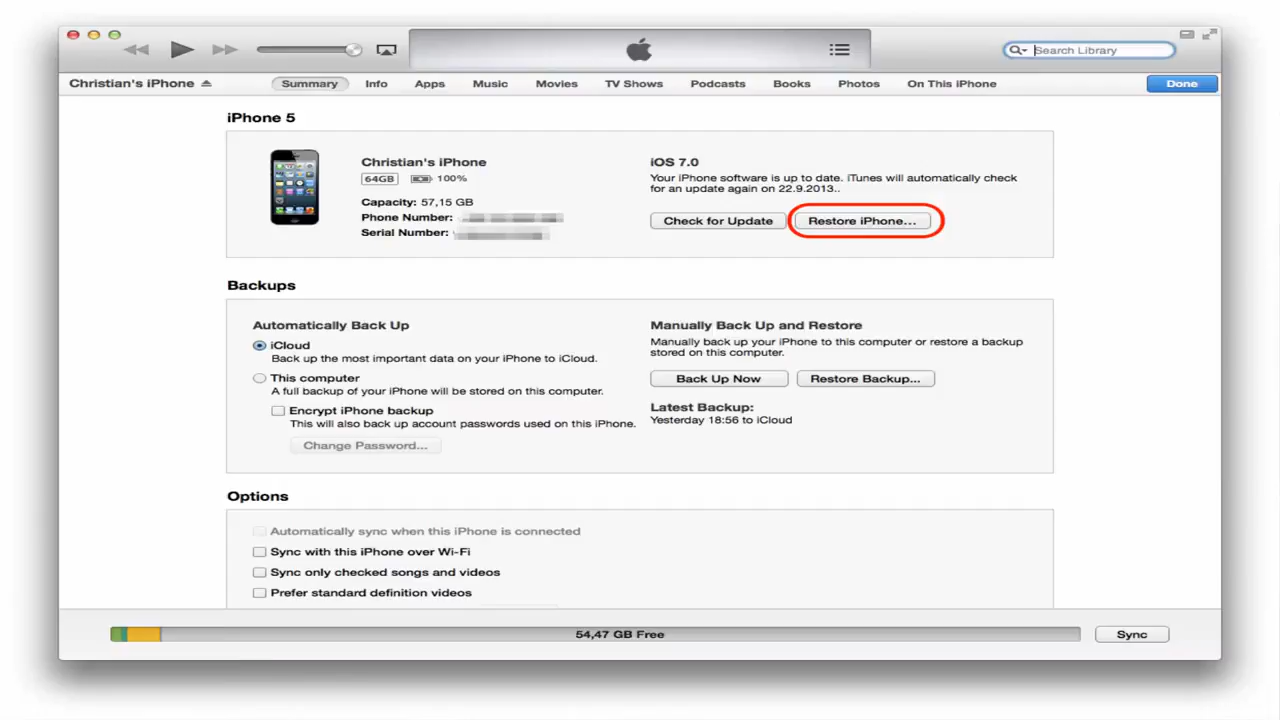 Search Library
Christian's iPhone
Summary Info Apps Music Movies TV Shows Podcasts Books Photos On This iPhone Done
iPhone 5
Christian's iPhone
64GB 100%
Capacity: 57,15 GB
Phone Number:
Serial Number:
iOS 7.0
Your iPhone software is up to date. iTunes will automatically check
for an update again on 22.9.2013..
Check for Update Restore iPhone...
Backups
Automatically Back Up
iCloud
Back up the most important data on your iPhone to iCloud.
This computer
A full backup of your iPhone will be stored on this computer.
Encrypt iPhone backup
This will also back up account passwords used on this iPhone.
Change Password...
Manually Back Up and Restore
Manually back up your iPhone to this computer or restore a backup
stored on this computer.
Back Up Now Restore Backup...
Latest Backup:
Yesterday 18:56 to iCloud
Options
Automatically sync when this iPhone is connected
Sync with this iPhone over Wi-Fi
Sync only checked songs and videos
Prefer standard definition videos
54,47 GB Free
Sync